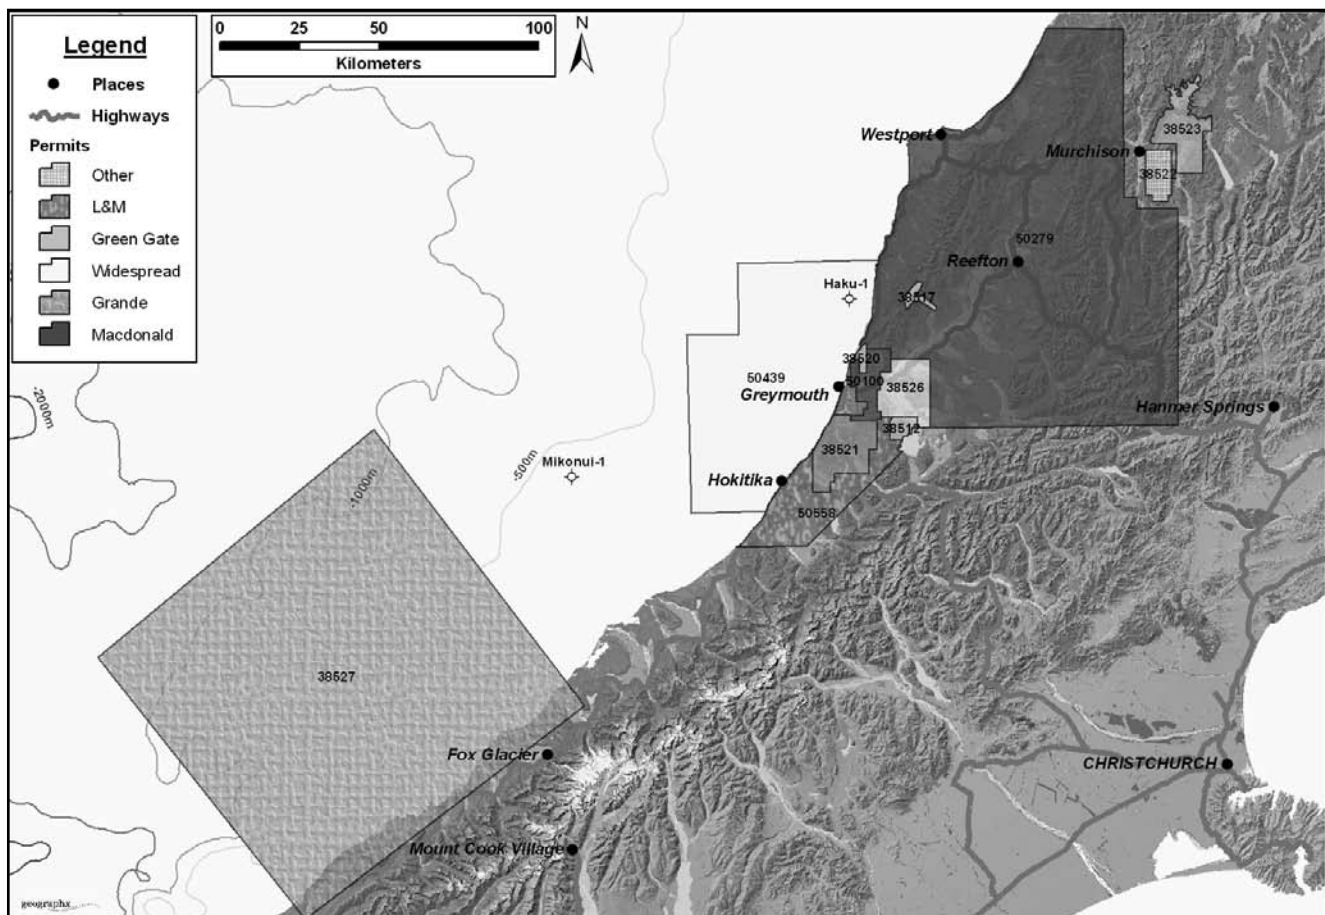 Legend
Places
Highways
Permits
Other
L&M
Green Gate
Widespread
Grande
Macdonald
0 25 50 100
Kilometers
N
Westport
Murchison
38523
38522
50279
Reefton
Haku-1
38517
38520
50439
50100
Greymouth
38526
Hanmer Springs
38512
38521
Hokitika
50558
Mikonui-1
-500m
-1000m
-2000m
38527
Fox Glacier
CHRISTCHURCH
Mount Cook Village
geographx